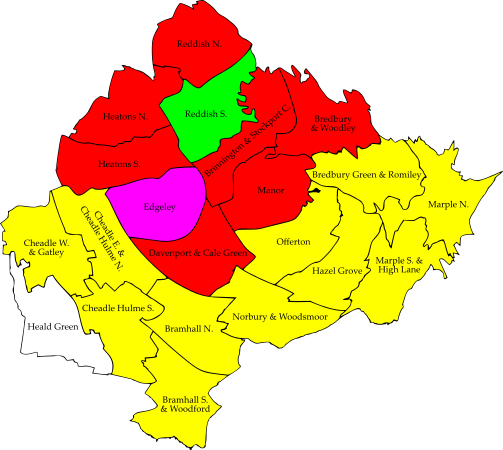 Reddish N.
Heatons N.
Reddish S.
Brinnington & Stockport C.
Bredbury
& Woodley
Heatons S.
Bredbury Green & Romiley
Manor
Edgeley
Marple N.
Cheadle E. &
Cheadle Hulme N.
Cheadle W.
& Gatley
Offerton
Davenport & Cale Green
Marple S. &
High Lane
Hazel Grove
Cheadle Hulme S.
Norbury & Woodsmoor
Heald Green
Bramhall N.
Bramhall S.
& Woodford